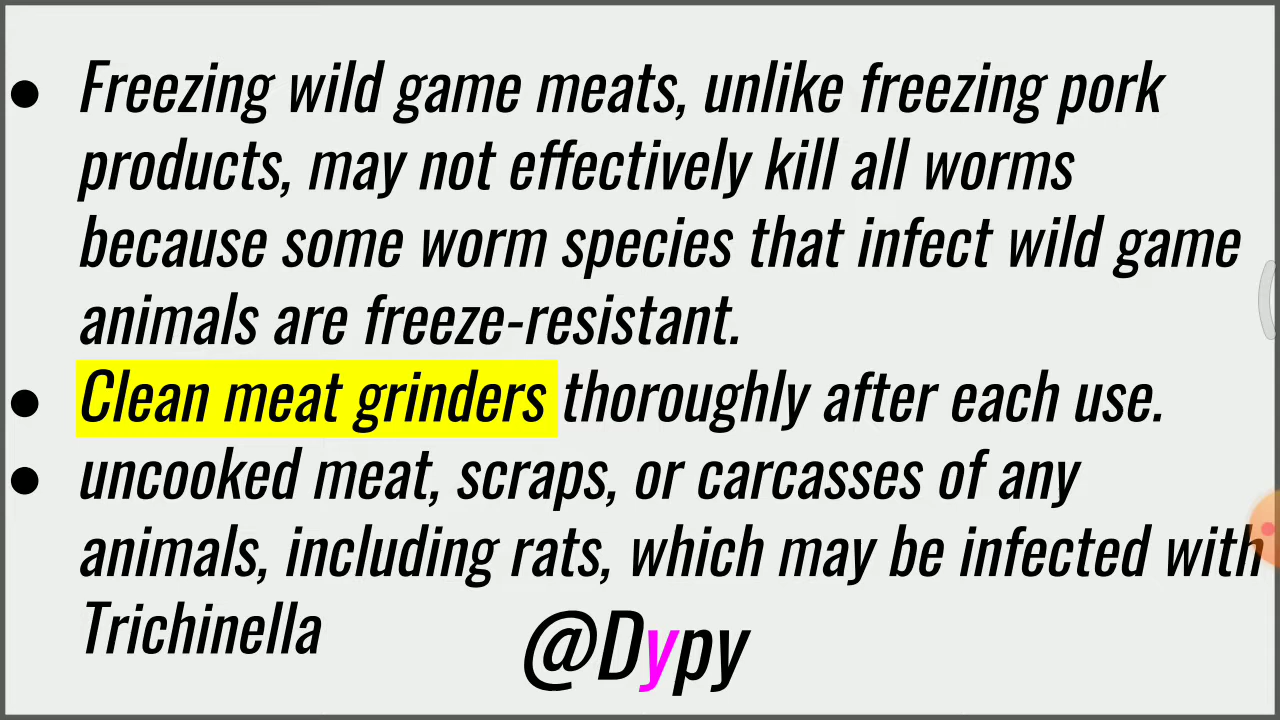 ● Freezing wild game meats, unlike freezing pork
products, may not effectively kill all worms
because some worm species that infect wild game
animals are freeze-resistant.
● Clean meat grinders thoroughly after each use.
● uncooked meat, scraps, or carcasses of any
animals, including rats, which may be infected with
Trichinella
@Dypy